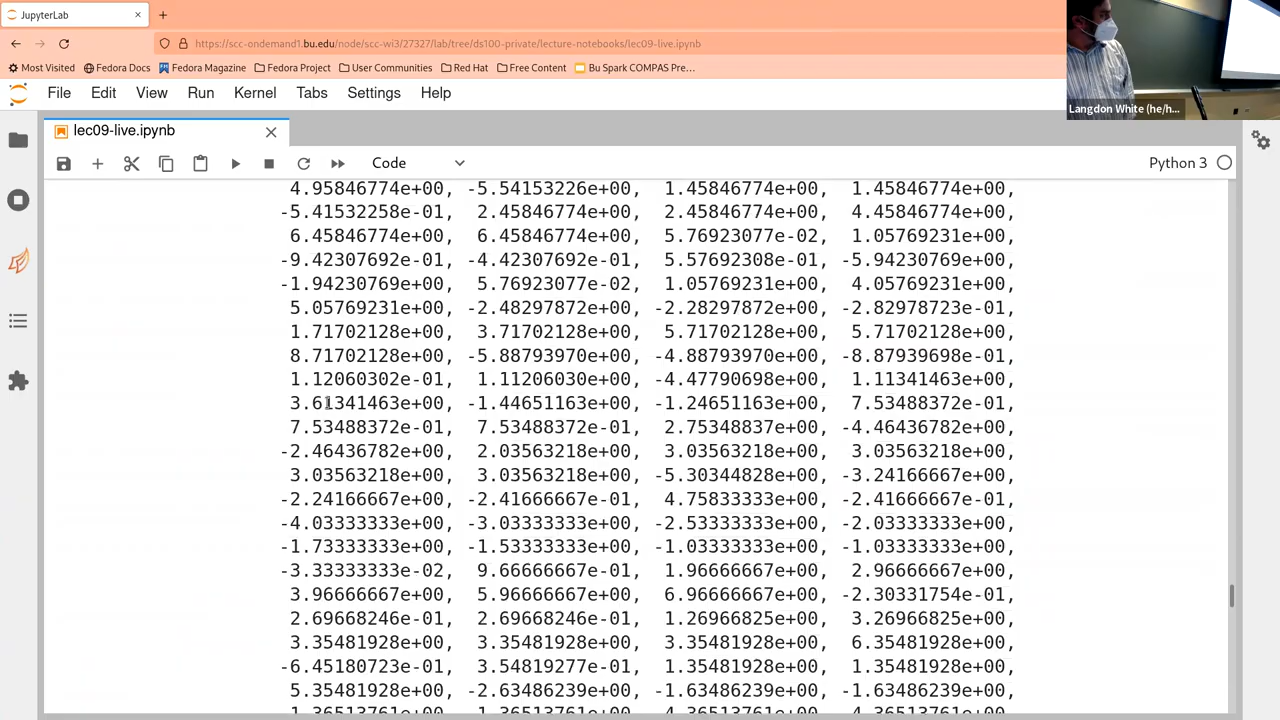 JupyterLab
https://scc-ondemand1.bu.edu/node/scc-wi3/27327/lab/tree/ds100-private/lecture-notebooks/lec09-live.ipynb
Most Visited Fedora Docs Fedora Magazine Fedora Project User Communities Red Hat Free Content Bu Spark COMPAS Pre…
Langdon White (he/h...
File Edit View Run Kernel Tabs Settings Help
lec09-live.ipynb
Code Python 3
4.95846774e+00, -5.54153226e+00, 1.45846774e+00, 1.45846774e+00,
-5.41532258e-01, 2.45846774e+00, 2.45846774e+00, 4.45846774e+00,
6.45846774e+00, 6.45846774e+00, 5.76923077e-02, 1.05769231e+00,
-9.42307692e-01, -4.42307692e-01, 5.57692308e-01, -5.94230769e+00,
-1.94230769e+00, 5.76923077e-02, 1.05769231e+00, 4.05769231e+00,
5.05769231e+00, -2.48297872e+00, -2.28297872e+00, -2.82978723e-01,
1.71702128e+00, 3.71702128e+00, 5.71702128e+00, 5.71702128e+00,
8.71702128e+00, -5.88793970e+00, -4.88793970e+00, -8.87939698e-01,
1.12060302e-01, 1.11206030e+00, -4.47790698e+00, 1.11341463e+00,
3.61341463e+00, -1.44651163e+00, -1.24651163e+00, 7.53488372e-01,
7.53488372e-01, 7.53488372e-01, 2.75348837e+00, -4.46436782e+00,
-2.46436782e+00, 2.03563218e+00, 3.03563218e+00, 3.03563218e+00,
3.03563218e+00, 3.03563218e+00, -5.30344828e+00, -3.24166667e+00,
-2.24166667e+00, -2.41666667e-01, 4.75833333e+00, -2.41666667e-01,
-4.03333333e+00, -3.03333333e+00, -2.53333333e+00, -2.03333333e+00,
-1.73333333e+00, -1.53333333e+00, -1.03333333e+00, -1.03333333e+00,
-3.33333333e-02, 9.66666667e-01, 1.96666667e+00, 2.96666667e+00,
3.96666667e+00, 5.96666667e+00, 6.96666667e+00, -2.30331754e-01,
2.69668246e-01, 2.69668246e-01, 1.26966825e+00, 3.26966825e+00,
3.35481928e+00, 3.35481928e+00, 3.35481928e+00, 6.35481928e+00,
-6.45180723e-01, 3.54819277e-01, 1.35481928e+00, 1.35481928e+00,
5.35481928e+00, -2.63486239e+00, -1.63486239e+00, -1.63486239e+00,
1.36513761e+00, 1.36513761e+00, 4.36513761e+00, 4.36513761e+00,